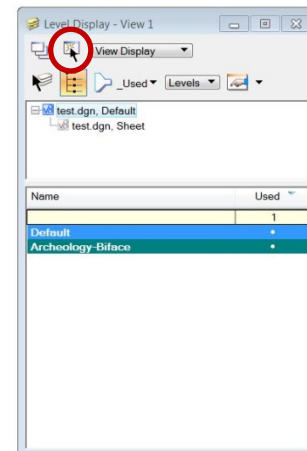 Level Display - View 1
View Display
_Used Levels
test.dgn, Default
test.dgn, Sheet
Name Used
1
Default •
Archeology-Biface •